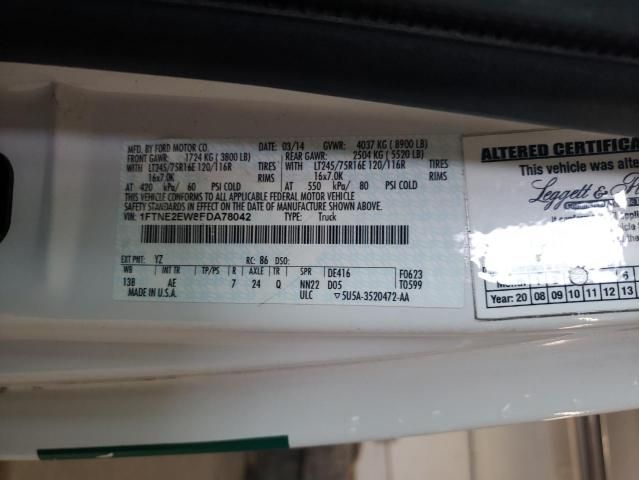 MFD. BY FORD MOTOR CO. DATE: 03/14 GVWR: 4037 KG ( 8900 LB)
FRONT GAWR: 1724 KG ( 3800 LB) REAR GAWR: 2504 KG ( 5520 LB)
WITH LT245/75R16E 120/116R TIRES WITH LT245/75R16E 120/116R TIRES
16x7.0K RIMS 16x7.0K RIMS
AT 420 kPa/ 60 PSI COLD AT 550 kPa/ 80 PSI COLD
THIS VEHICLE CONFORMS TO ALL APPLICABLE FEDERAL MOTOR VEHICLE
SAFETY STANDARDS IN EFFECT ON THE DATE OF MANUFACTURE SHOWN ABOVE.
VIN: 1FTNE2EW8FDA78042 TYPE: Truck
EXT PNT: YZ RC: 86 DSO:
WB INT TR TP/PS R AXLE TR SPR DE416 F0623
138 AE 7 24 Q NN22 D05 T0599
MADE IN U.S.A. ULC 5U5A-3520472-AA
ALTERED CERTIFICA
This vehicle was alte
Leggett &
Year: 20 08 09 10 11 12 13